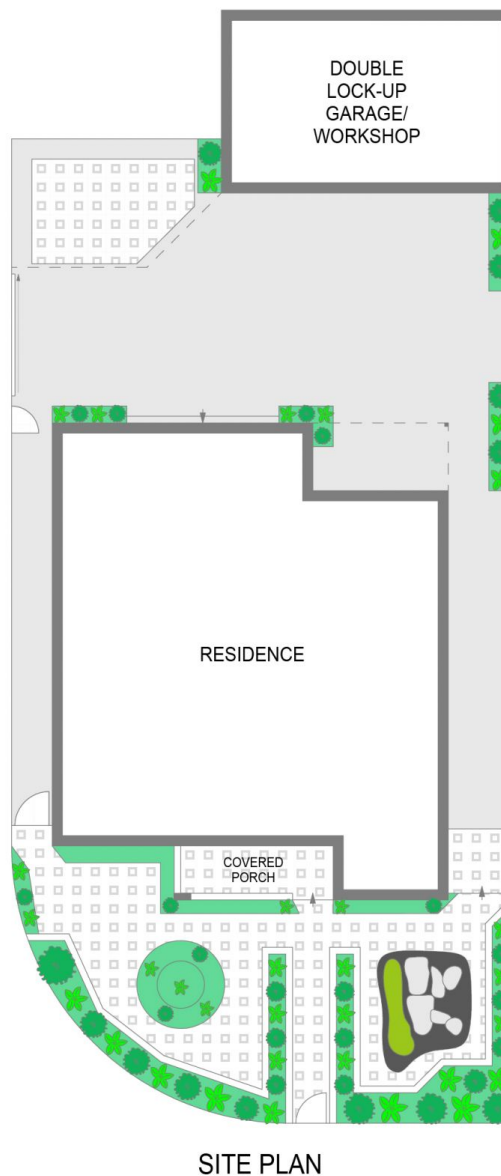 DOUBLE
LOCK-UP
GARAGE/
WORKSHOP
RESIDENCE
COVERED
PORCH
SITE PLAN